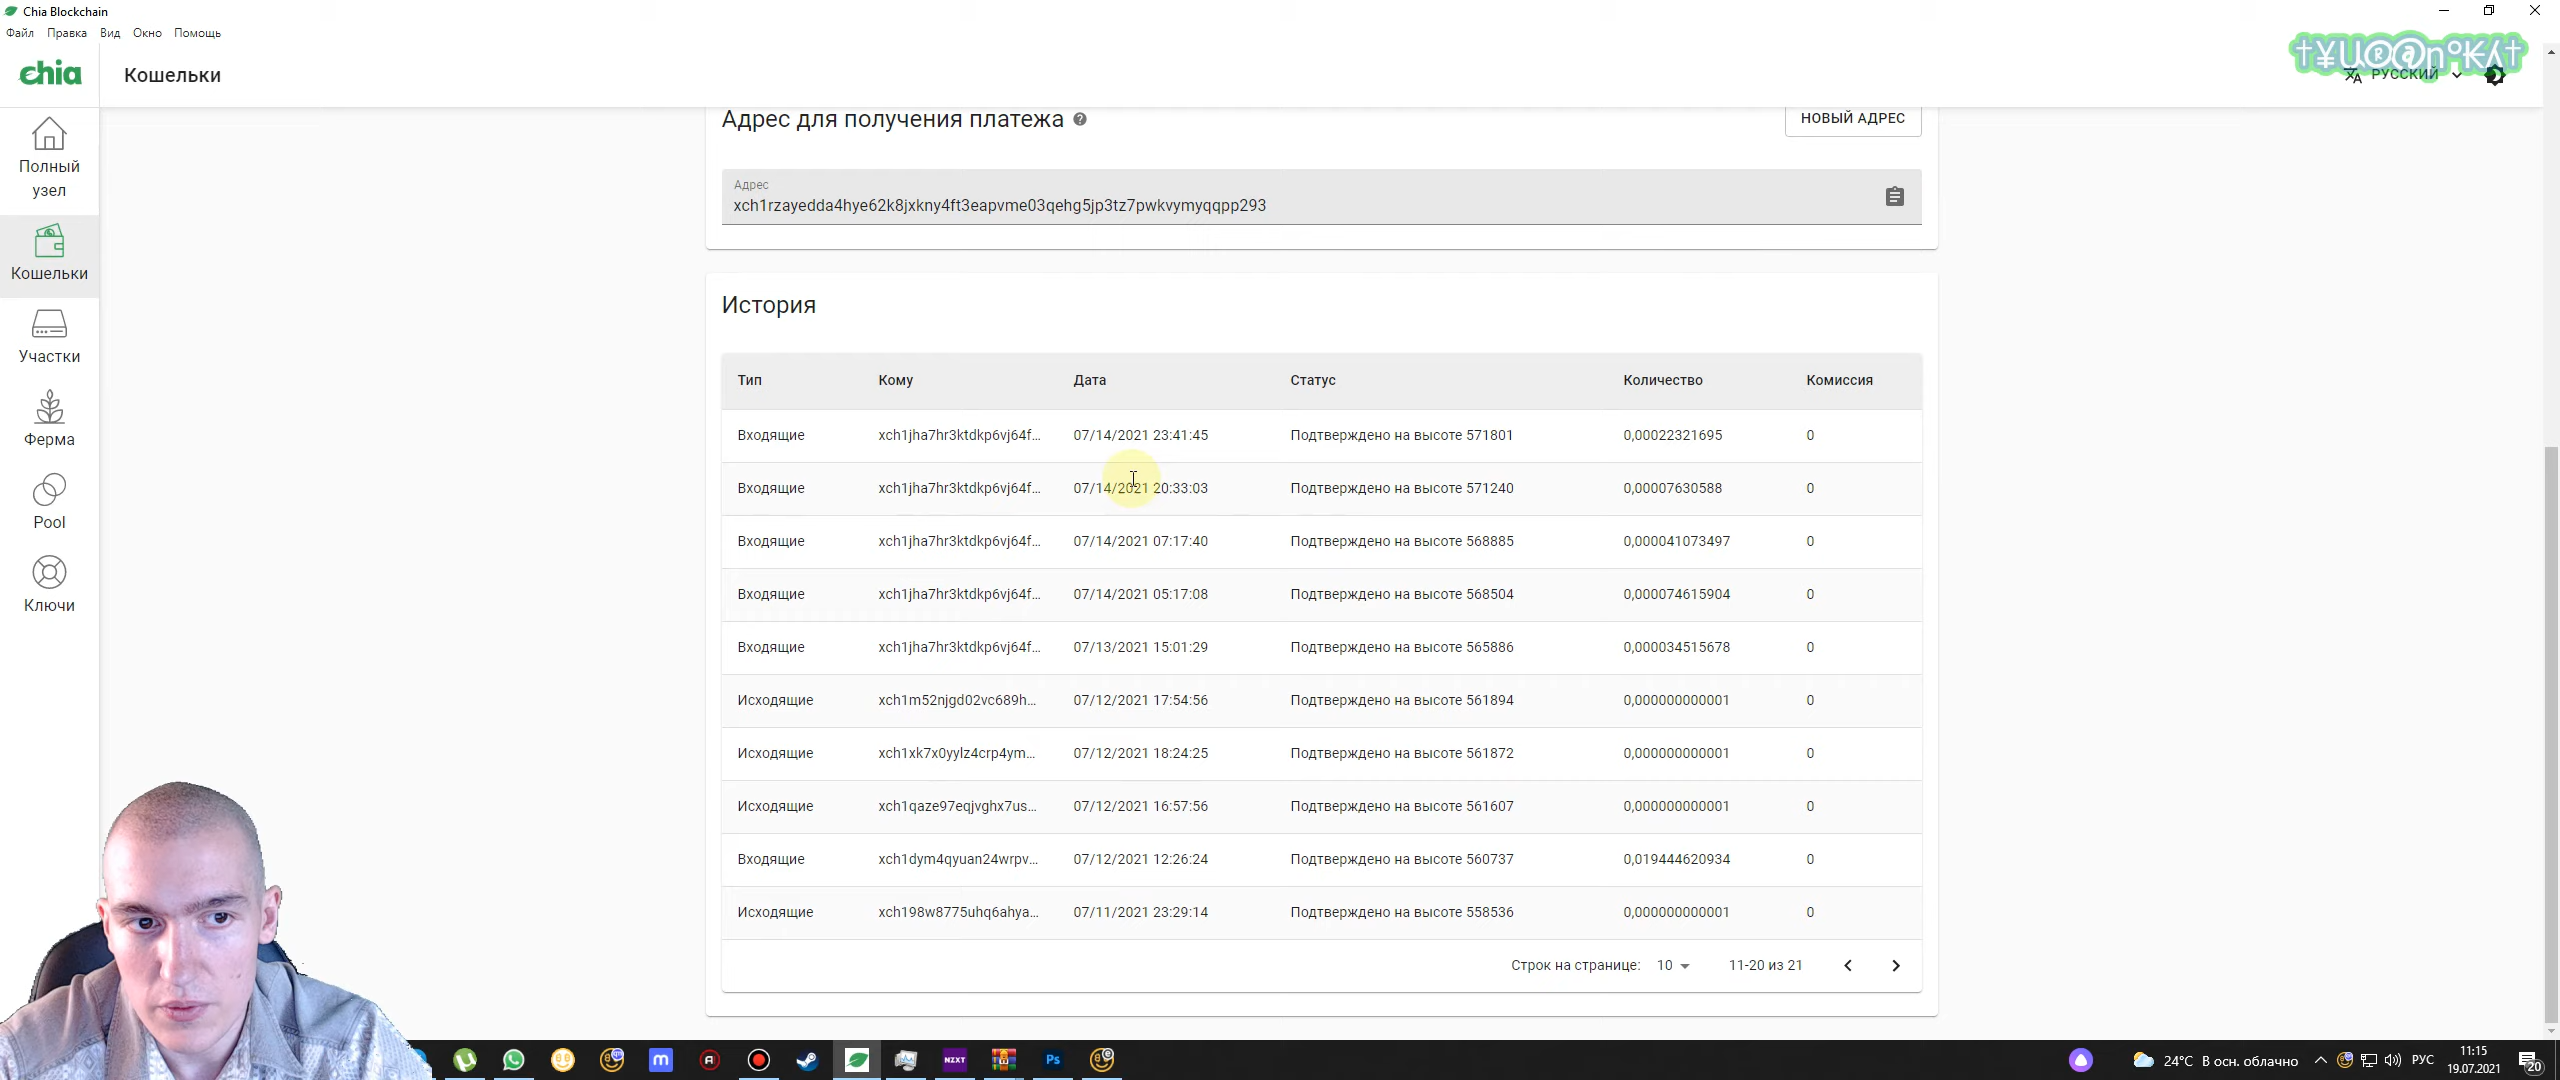 Chia Blockchain
Файл Правка Вид Окно Помощь
chia Кошельки
РУССКИЙ
Полный узел
Кошельки
Участки
Ферма
Pool
Ключи
Адрес для получения платежа НОВЫЙ АДРЕС
Адрес
xch1rzayedda4hye62k8jxkny4ft3eapvme03qehg5jp3tz7pwkvymyqqpp293
История
Тип Кому Дата Статус Количество Комиссия
Входящие xch1jha7hr3ktdkp6vj64f... 07/14/2021 23:41:45 Подтверждено на высоте 571801 0,00022321695 0
Входящие xch1jha7hr3ktdkp6vj64f... 07/14/2021 20:33:03 Подтверждено на высоте 571240 0,00007630588 0
Входящие xch1jha7hr3ktdkp6vj64f... 07/14/2021 07:17:40 Подтверждено на высоте 568885 0,000041073497 0
Входящие xch1jha7hr3ktdkp6vj64f... 07/14/2021 05:17:08 Подтверждено на высоте 568504 0,000074615904 0
Входящие xch1jha7hr3ktdkp6vj64f... 07/13/2021 15:01:29 Подтверждено на высоте 565886 0,000034515678 0
Исходящие xch1m52njgd02vc689h... 07/12/2021 17:54:56 Подтверждено на высоте 561894 0,000000000001 0
Исходящие xch1xk7x0yylz4crp4ym... 07/12/2021 18:24:25 Подтверждено на высоте 561872 0,000000000001 0
Исходящие xch1qaze97eqjvghx7us... 07/12/2021 16:57:56 Подтверждено на высоте 561607 0,000000000001 0
Входящие xch1dym4qyuan24wrpv... 07/12/2021 12:26:24 Подтверждено на высоте 560737 0,019444620934 0
Исходящие xch198w8775uhq6ahya... 07/11/2021 23:29:14 Подтверждено на высоте 558536 0,000000000001 0
Строк на странице: 10 11-20 из 21
NZXT Ps
24°C В осн. облачно РУС 11:15
19.07.2021 20